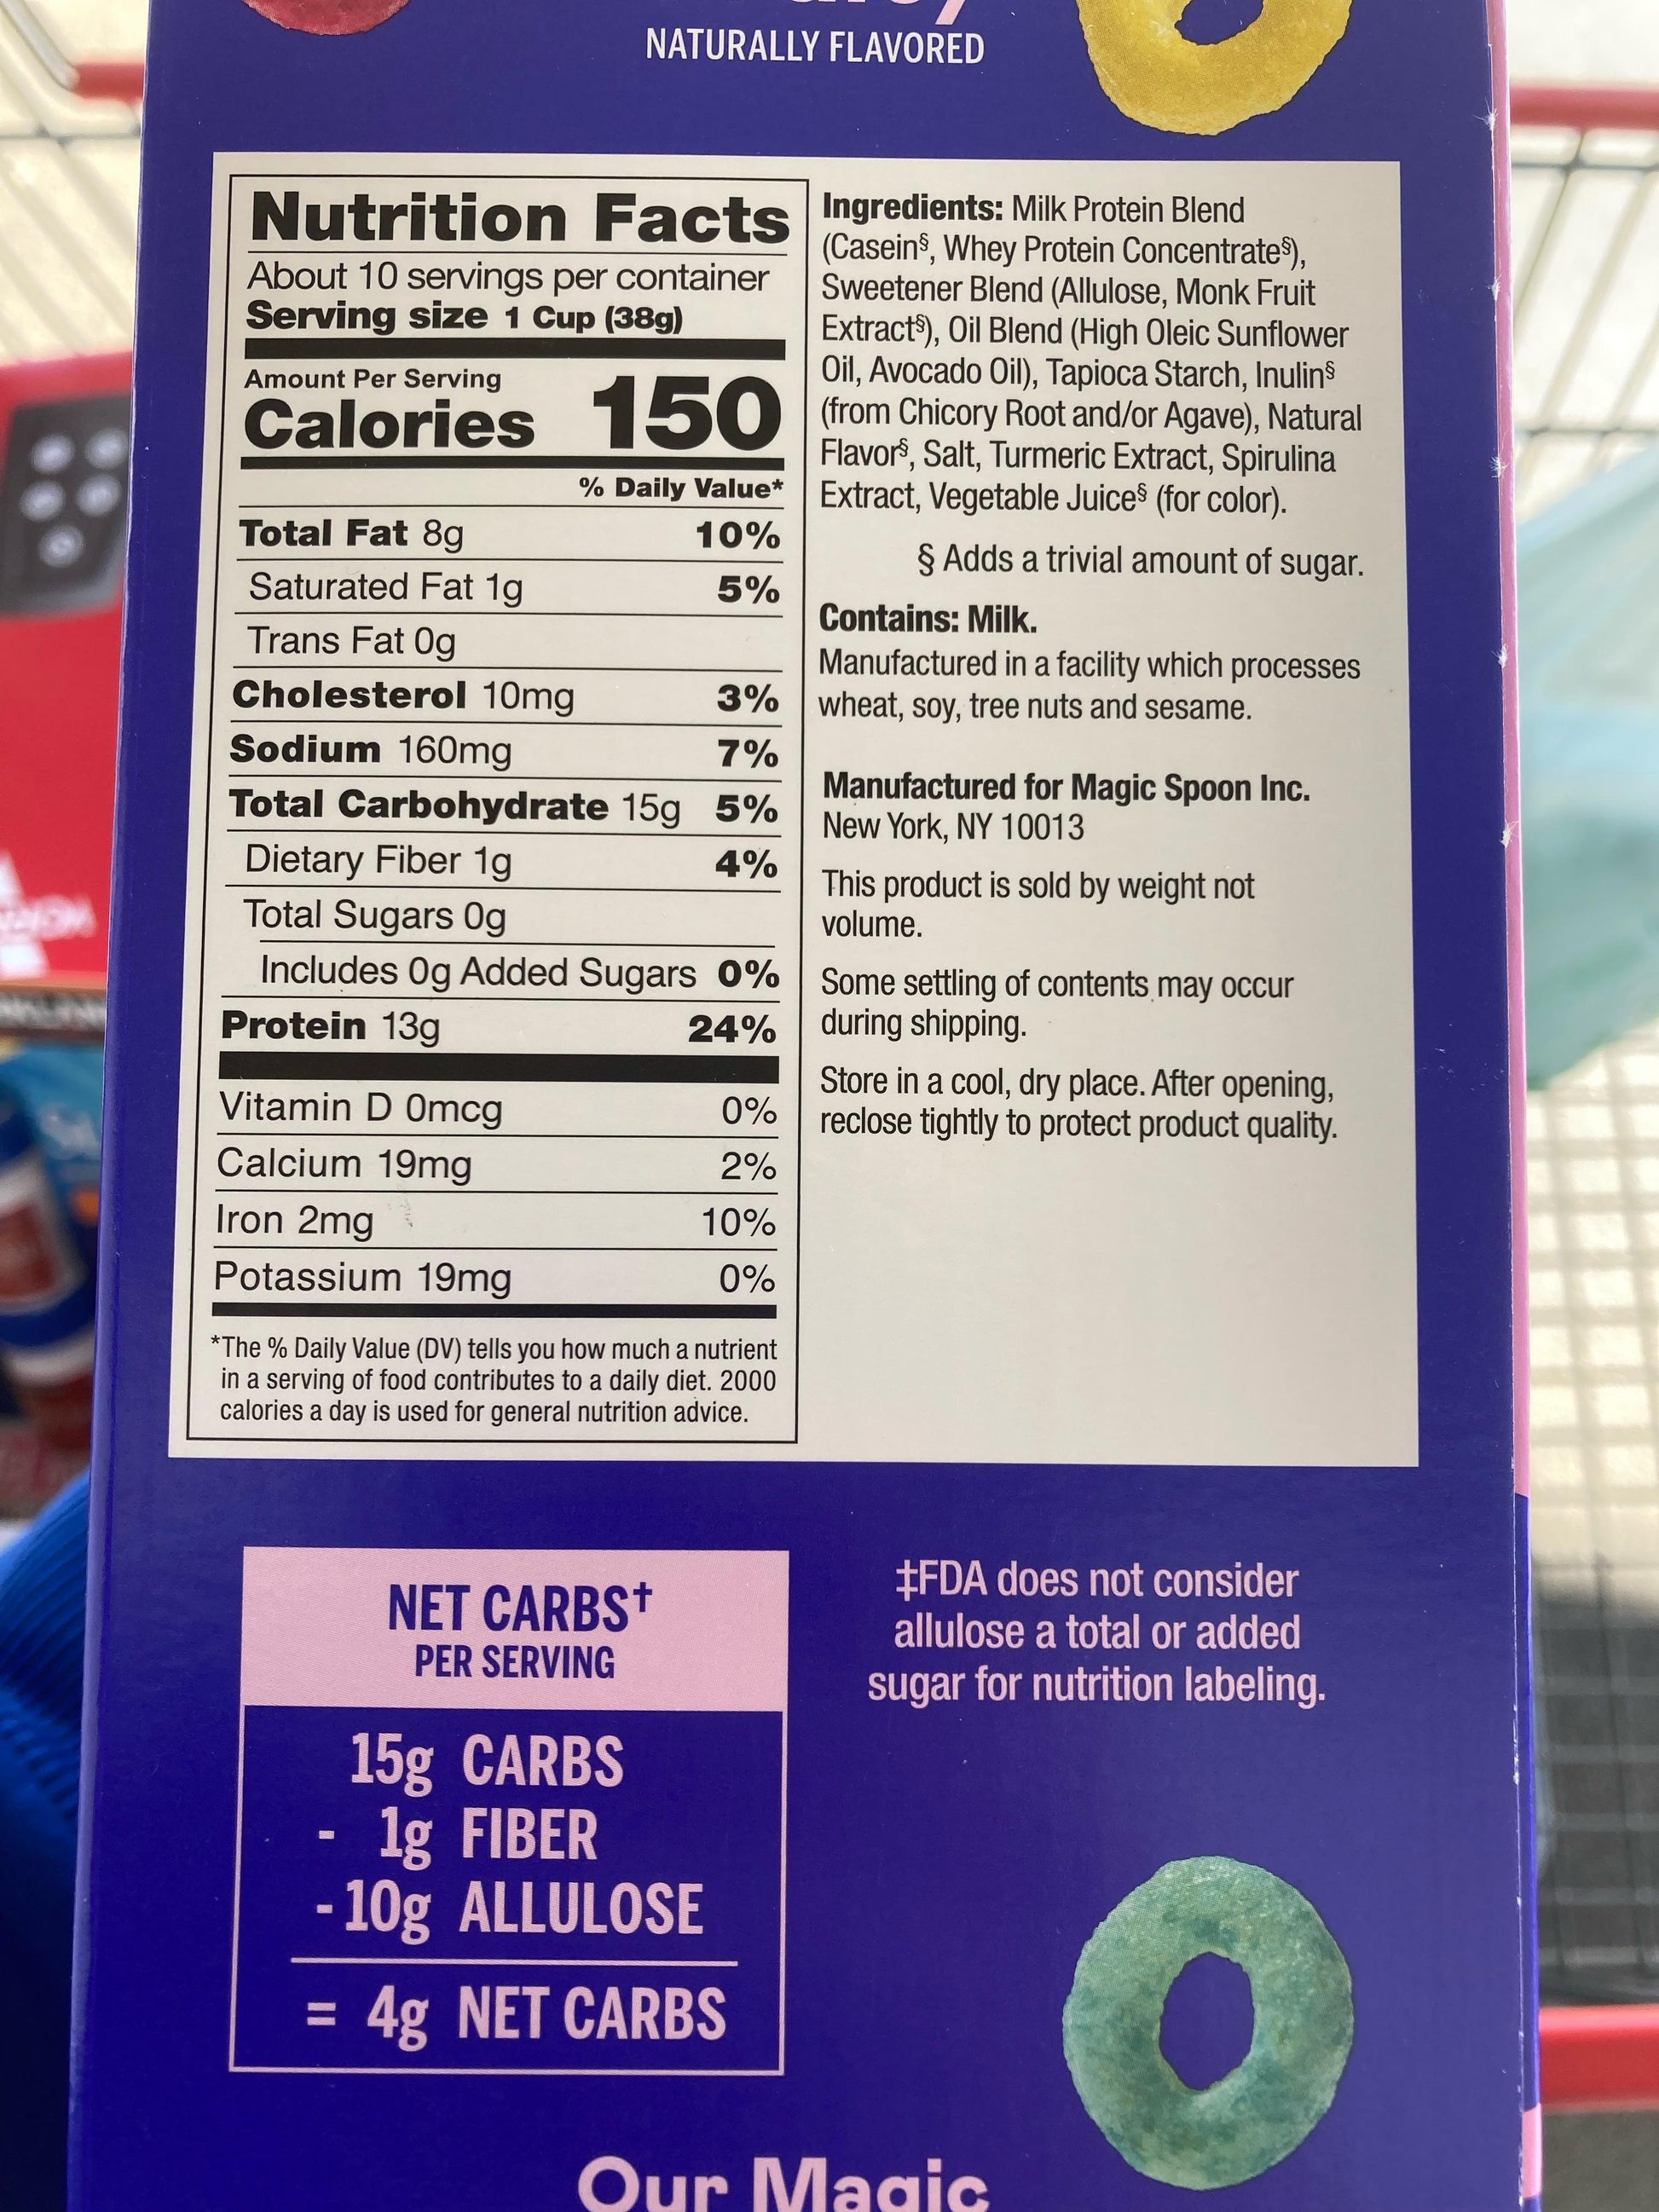 NATURALLY FLAVORED
Nutrition Facts
About 10 servings per container
Serving size 1 Cup (38g)
Amount Per Serving
Calories 150
% Daily Value*
Total Fat 8g 10%
Saturated Fat 1g 5%
Trans Fat 0g
Cholesterol 10mg 3%
Sodium 160mg 7%
Total Carbohydrate 15g 5%
Dietary Fiber 1g 4%
Total Sugars 0g
Includes 0g Added Sugars 0%
Protein 13g 24%
Vitamin D 0mcg 0%
Calcium 19mg 2%
Iron 2mg 10%
Potassium 19mg 0%
*The % Daily Value (DV) tells you how much a nutrient
in a serving of food contributes to a daily diet. 2000
calories a day is used for general nutrition advice.
Ingredients: Milk Protein Blend
(Casein§, Whey Protein Concentrate§),
Sweetener Blend (Allulose, Monk Fruit
Extract§), Oil Blend (High Oleic Sunflower
Oil, Avocado Oil), Tapioca Starch, Inulin§
(from Chicory Root and/or Agave), Natural
Flavor§, Salt, Turmeric Extract, Spirulina
Extract, Vegetable Juice§ (for color).
§ Adds a trivial amount of sugar.
Contains: Milk.
Manufactured in a facility which processes
wheat, soy, tree nuts and sesame.
Manufactured for Magic Spoon Inc.
New York, NY 10013
This product is sold by weight not
volume.
Some settling of contents may occur
during shipping.
Store in a cool, dry place. After opening,
reclose tightly to protect product quality.
NET CARBS†
PER SERVING
15g CARBS
- 1g FIBER
- 10g ALLULOSE
= 4g NET CARBS
‡FDA does not consider
allulose a total or added
sugar for nutrition labeling.
Our Magic